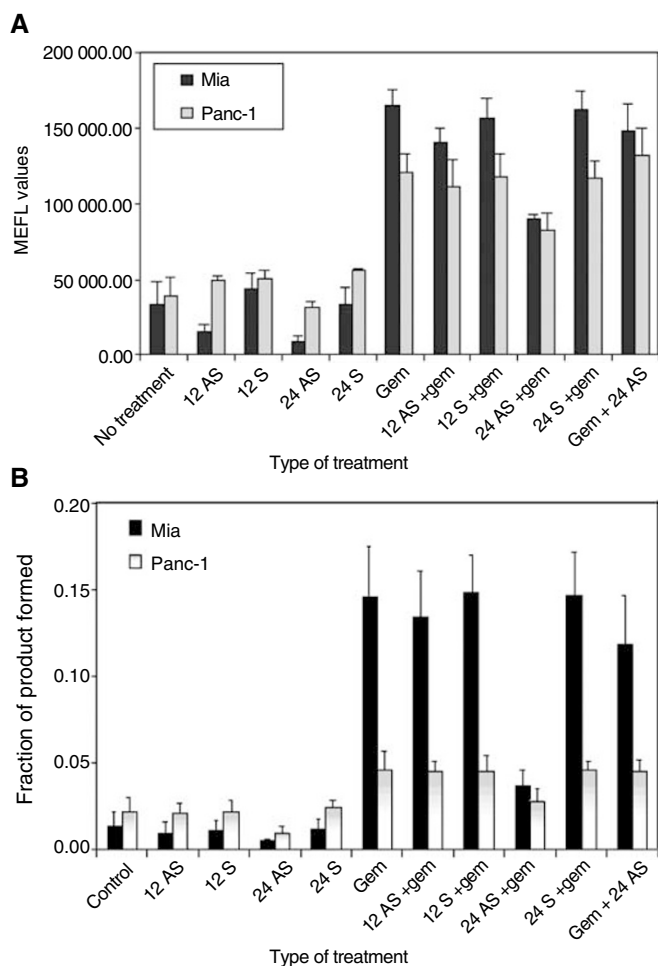 A
200 000.00
150 000.00
100 000.00
50 000.00
0.00
MEFL values
Mia
Panc-1
No treatment
12 AS
12 S
24 AS
24 S
Gem
12 AS +gem
12 S +gem
24 AS +gem
24 S +gem
Gem + 24 AS
Type of treatment
B
0.20
0.15
0.10
0.05
0.00
Fraction of product formed
Mia
Panc-1
Control
12 AS
12 S
24 AS
24 S
Gem
12 AS +gem
12 S +gem
24 AS +gem
24 S +gem
Gem + 24 AS
Type of treatment